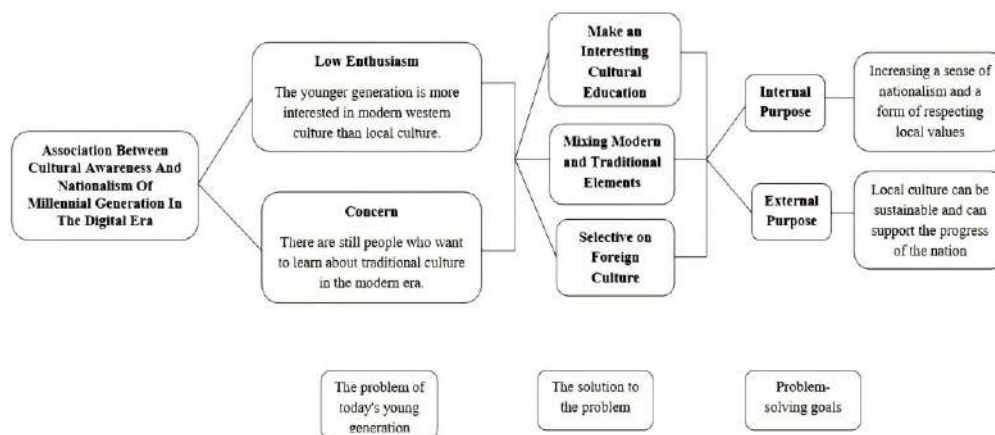 Association Between
Cultural Awareness And
Nationalism Of
Millennial Generation In
The Digital Era
Low Enthusiasm
The younger generation is more
interested in modern western
culture than local culture.
Concern
There are still people who want
to learn about traditional culture
in the modern era.
Make an
Interesting
Cultural
Education
Mixing Modern
and Traditional
Elements
Selective on
Foreign
Culture
Internal
Purpose
External
Purpose
Increasing a sense of
nationalism and a
form of respecting
local values
Local culture can be
sustainable and can
support the progress
of the nation
The problem of
today's young
generation
The solution to
the problem
Problem-
solving goals